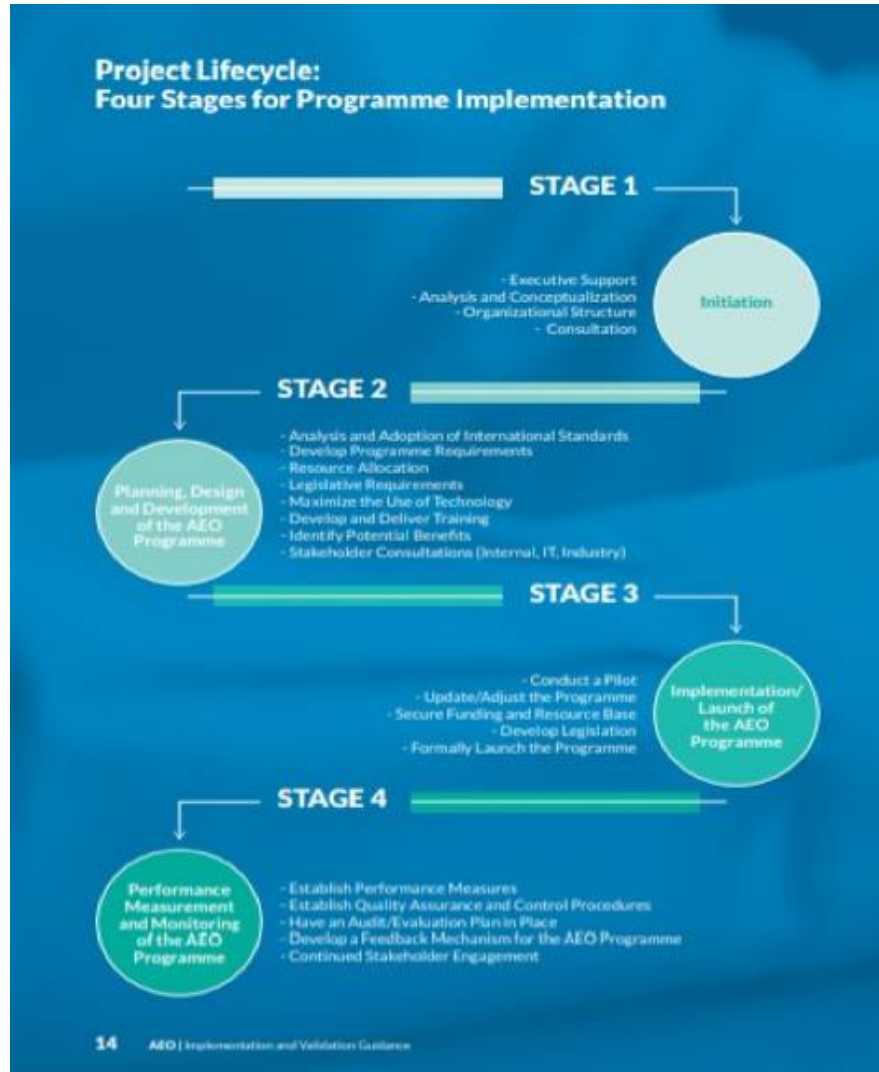 Project Lifecycle:
Four Stages for Programme Implementation
STAGE 1
- Executive Support
- Analysis and Conceptualization
- Organizational Structure
- Consultation
Initiation
STAGE 2
- Analysis and Adoption of International Standards
- Develop Programme Requirements
- Resource Allocation
- Legislative Requirements
- Maximize the Use of Technology
- Develop and Deliver Training
- Identify Potential Benefits
- Stakeholder Consultations (Internal, IT, Industry)
Planning, Design
and Development
of the AEO
Programme
STAGE 3
- Conduct a Pilot
- Update/Adjust the Programme
- Secure Funding and Resource Base
- Develop Legislation
- Formally Launch the Programme
Implementation/
Launch of
the AEO
Programme
STAGE 4
Performance
Measurement
and Monitoring
of the AEO
Programme
- Establish Performance Measures
- Establish Quality Assurance and Control Procedures
- Have an Audit/Evaluation Plan in Place
- Develop a Feedback Mechanism for the AEO Programme
- Continued Stakeholder Engagement
14 AEO | Implementation and Validation Guidance